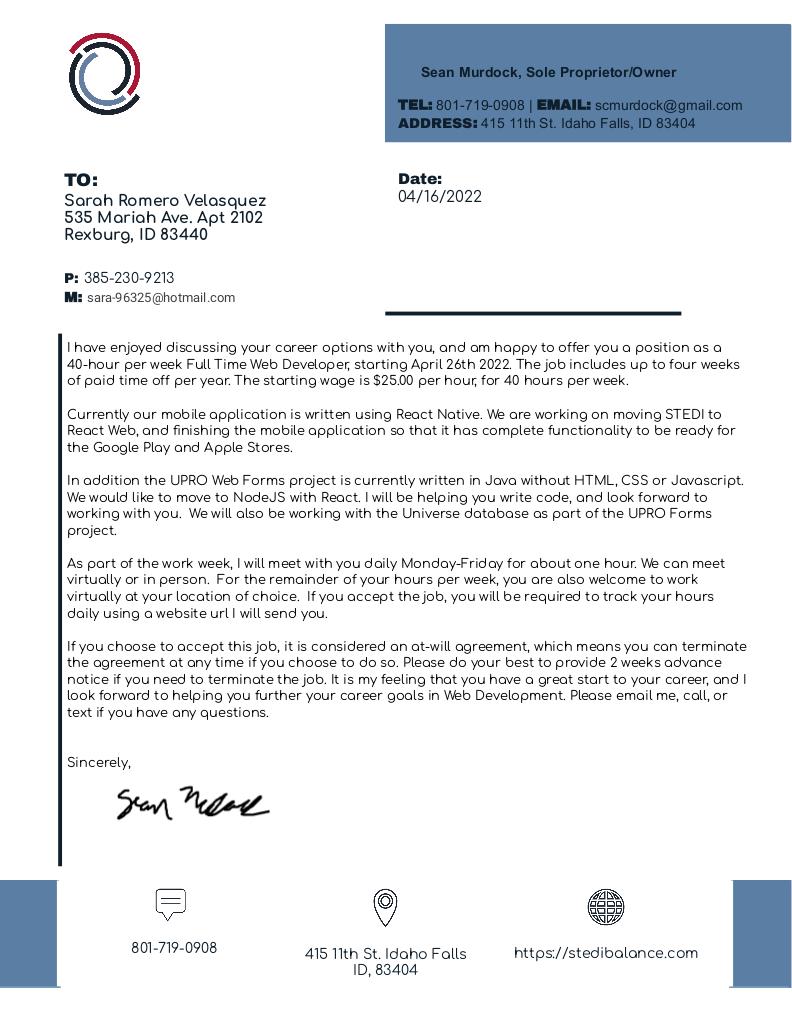 Sean Murdock, Sole Proprietor/Owner
TEL: 801-719-0908 | EMAIL: scmurdock@gmail.com
ADDRESS: 415 11th St. Idaho Falls, ID 83404
TO:
Sarah Romero Velasquez
535 Mariah Ave. Apt 2102
Rexburg, ID 83440
P: 385-230-9213
M: sara-96325@hotmail.com
Date:
04/16/2022
I have enjoyed discussing your career options with you, and am happy to offer you a position as a
40-hour per week Full Time Web Developer, starting April 26th 2022. The job includes up to four weeks
of paid time off per year. The starting wage is $25.00 per hour, for 40 hours per week.
Currently our mobile application is written using React Native. We are working on moving STEDI to
React Web, and finishing the mobile application so that it has complete functionality to be ready for
the Google Play and Apple Stores.
In addition the UPRO Web Forms project is currently written in Java without HTML, CSS or Javascript.
We would like to move to NodeJS with React. I will be helping you write code, and look forward to
working with you. We will also be working with the Universe database as part of the UPRO Forms
project.
As part of the work week, I will meet with you daily Monday-Friday for about one hour. We can meet
virtually or in person. For the remainder of your hours per week, you are also welcome to work
virtually at your location of choice. If you accept the job, you will be required to track your hours
daily using a website url I will send you.
If you choose to accept this job, it is considered an at-will agreement, which means you can terminate
the agreement at any time if you choose to do so. Please do your best to provide 2 weeks advance
notice if you need to terminate the job. It is my feeling that you have a great start to your career, and I
look forward to helping you further your career goals in Web Development. Please email me, call, or
text if you have any questions.
Sincerely,
801-719-0908
415 11th St. Idaho Falls
ID, 83404
https://stedibalance.com